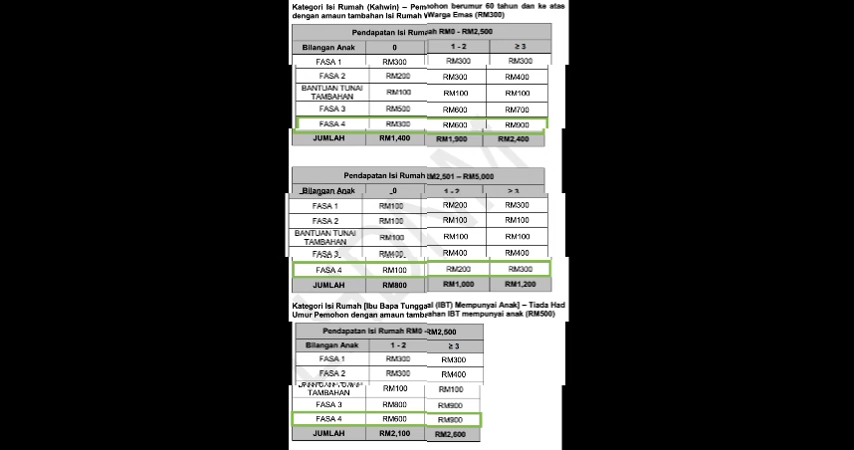 Kategori Isi Rumah (Kahwin) – Pemohon berumur 60 tahun dan ke atas
dengan amaun tambahan Isi Rumah Warga Emas (RM300)
Pendapatan Isi Rumah RM0 - RM2,500
Bilangan Anak 0 1 - 2 ≥ 3
FASA 1 RM300 RM300 RM300
FASA 2 RM200 RM300 RM400
BANTUAN TUNAI
TAMBAHAN RM100 RM100 RM100
FASA 3 RM500 RM600 RM700
FASA 4 RM300 RM600 RM900
JUMLAH RM1,400 RM1,900 RM2,400
Pendapatan Isi Rumah RM2,501 – RM5,000
Bilangan Anak 0 1 - 2 ≥ 3
FASA 1 RM100 RM200 RM300
FASA 2 RM100 RM100 RM100
BANTUAN TUNAI
TAMBAHAN RM100 RM100 RM100
FASA 3 RM400 RM400 RM400
FASA 4 RM100 RM200 RM300
JUMLAH RM800 RM1,000 RM1,200
Kategori Isi Rumah [Ibu Bapa Tunggal (IBT) Mempunyai Anak] – Tiada Had
Umur Pemohon dengan amaun tambahan IBT mempunyai anak (RM500)
Pendapatan Isi Rumah RM0 - RM2,500
Bilangan Anak 1 - 2 ≥ 3
FASA 1 RM300 RM300
FASA 2 RM300 RM400
TAMBAHAN RM100 RM100
FASA 3 RM800 RM900
FASA 4 RM600 RM900
JUMLAH RM2,100 RM2,600